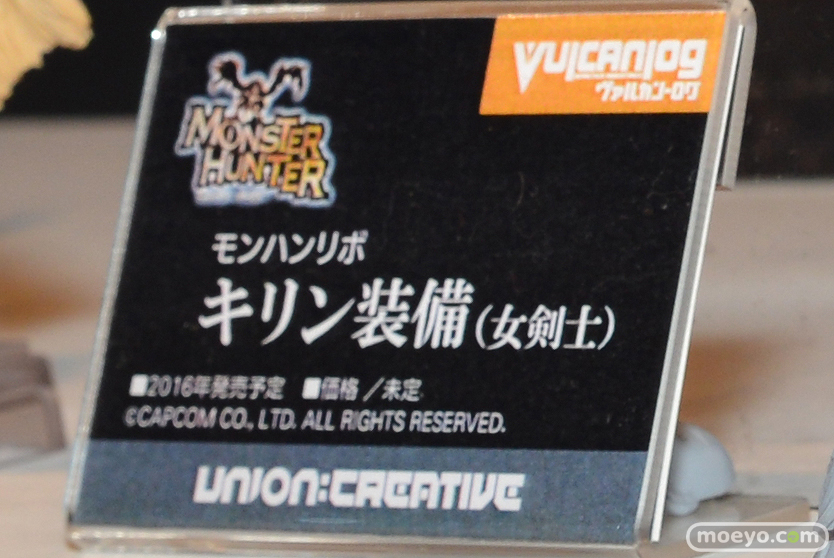 VULCANLOG
ヴァルカン・ログ
MONSTER
HUNTER
モンハンリボ
キリン装備(女剣士)
■2016年発売予定 ■価格/未定
©CAPCOM CO., LTD. ALL RIGHTS RESERVED.
UNION:CREATIVE
moeyo.com